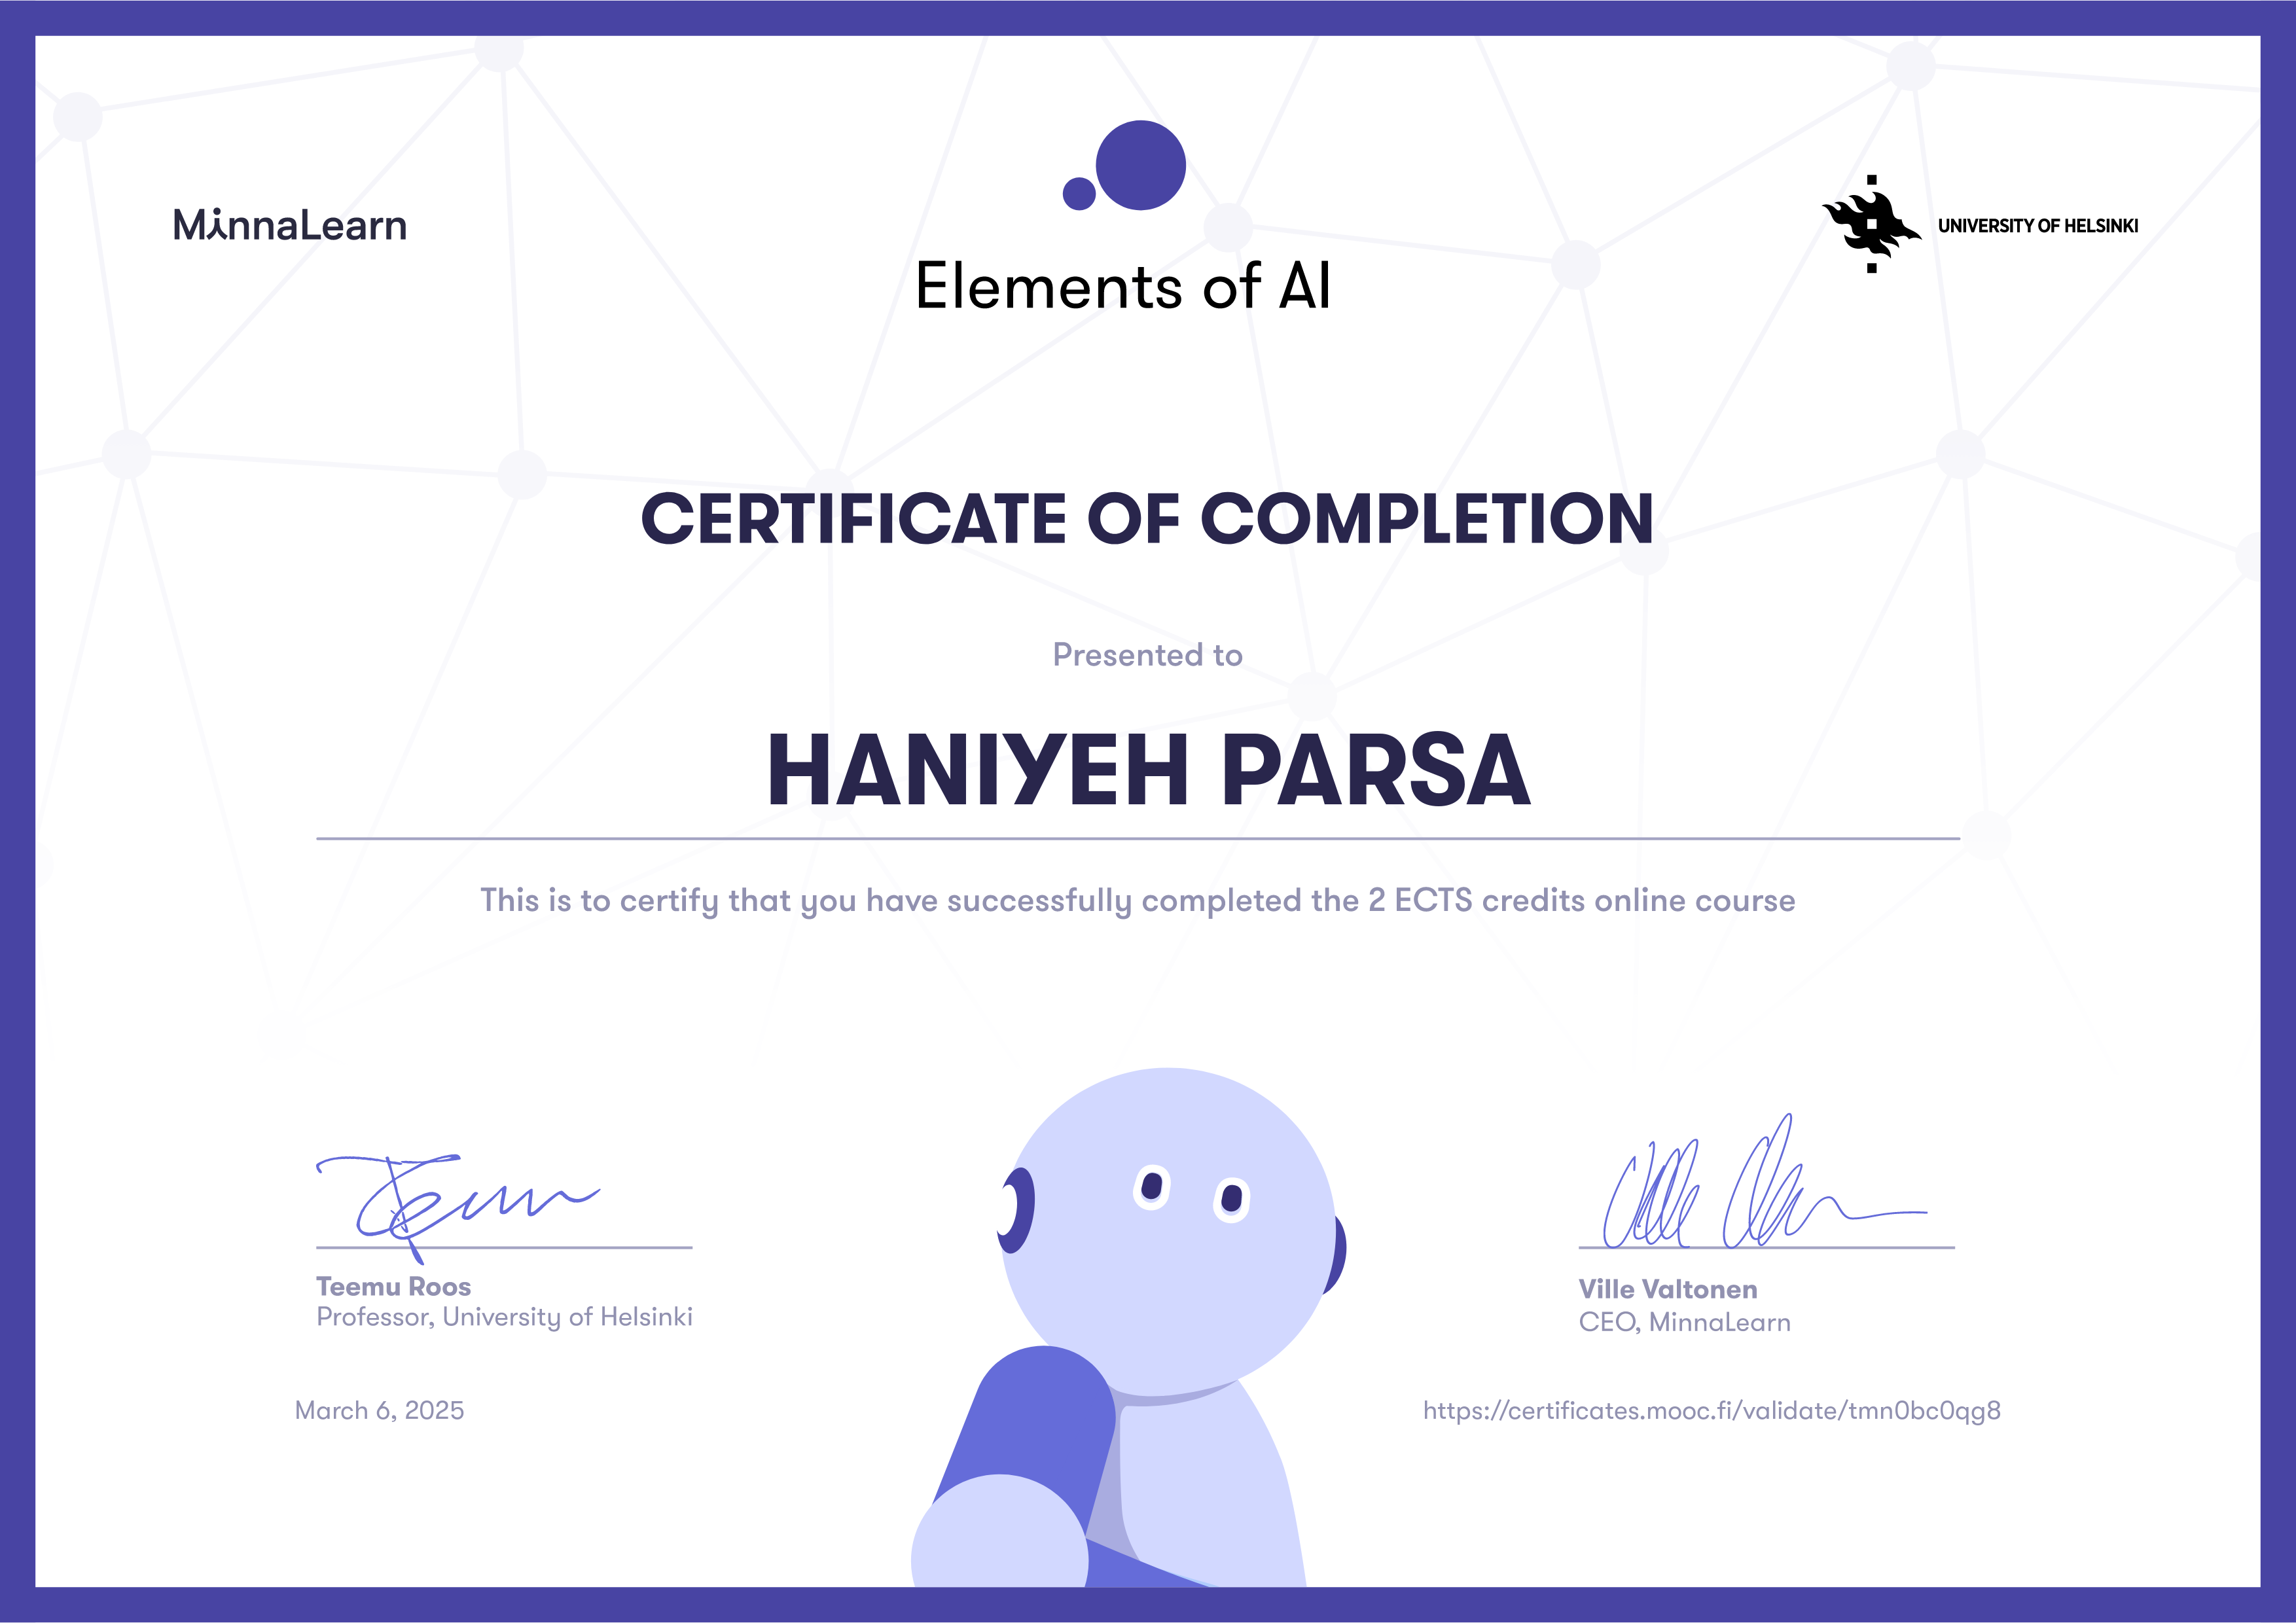 MinnaLearn
Elements of AI
UNIVERSITY OF HELSINKI
CERTIFICATE OF COMPLETION
Presented to
HANIYEH PARSA
This is to certify that you have successfully completed the 2 ECTS credits online course
Teemu Roos
Professor, University of Helsinki
Ville Valtonen
CEO, MinnaLearn
March 6, 2025
https://certificates.mooc.fi/validate/tmn0bc0qg8